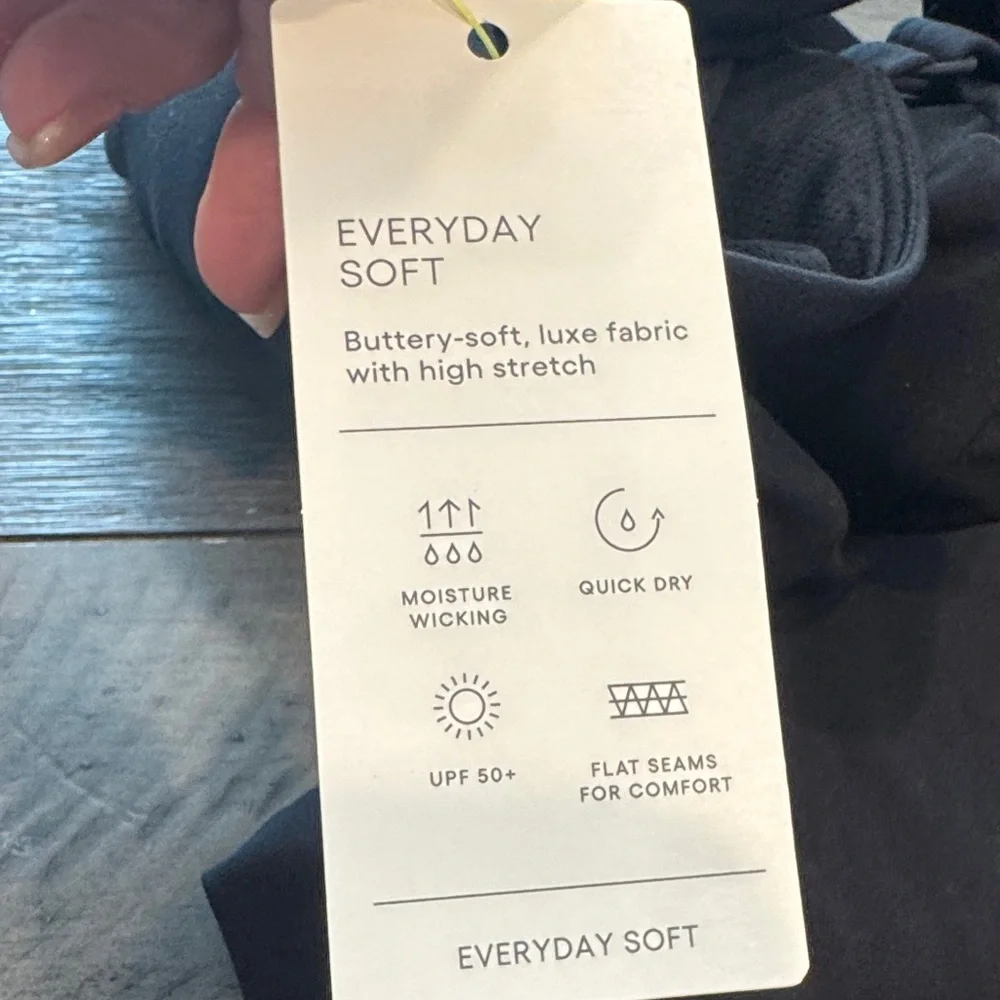 EVERYDAY
SOFT
Buttery-soft, luxe fabric
with high stretch
MOISTURE
WICKING
QUICK DRY
UPF 50+
FLAT SEAMS
FOR COMFORT
EVERYDAY SOFT